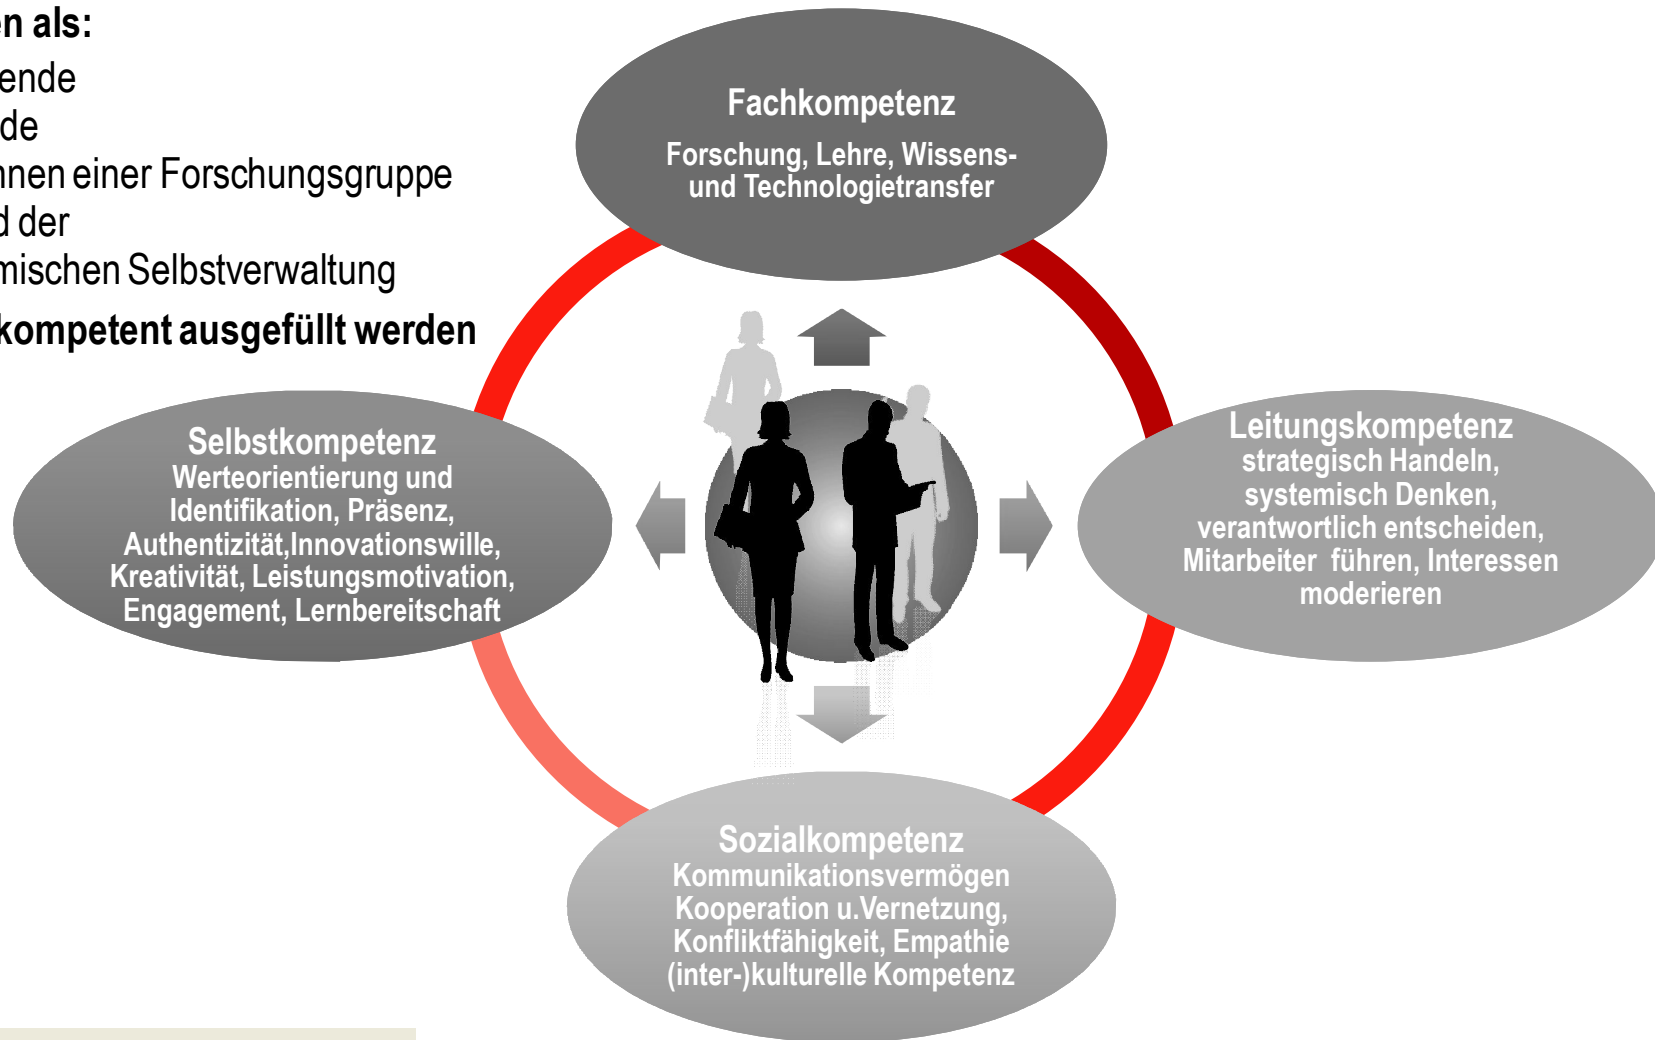 en als:
ende
de
nnen einer Forschungsgruppe
d der
mischen Selbstverwaltung
kompetent ausgefüllt werden
Fachkompetenz
Forschung, Lehre, Wissens-
und Technologietransfer
Selbstkompetenz
Werteorientierung und
Identifikation, Präsenz,
Authentizität,Innovationswille,
Kreativität, Leistungsmotivation,
Engagement, Lernbereitschaft
Leitungskompetenz
strategisch Handeln,
systemisch Denken,
verantwortlich entscheiden,
Mitarbeiter führen, Interessen
moderieren
Sozialkompetenz
Kommunikationsvermögen
Kooperation u.Vernetzung,
Konfliktfähigkeit, Empathie
(inter-)kulturelle Kompetenz